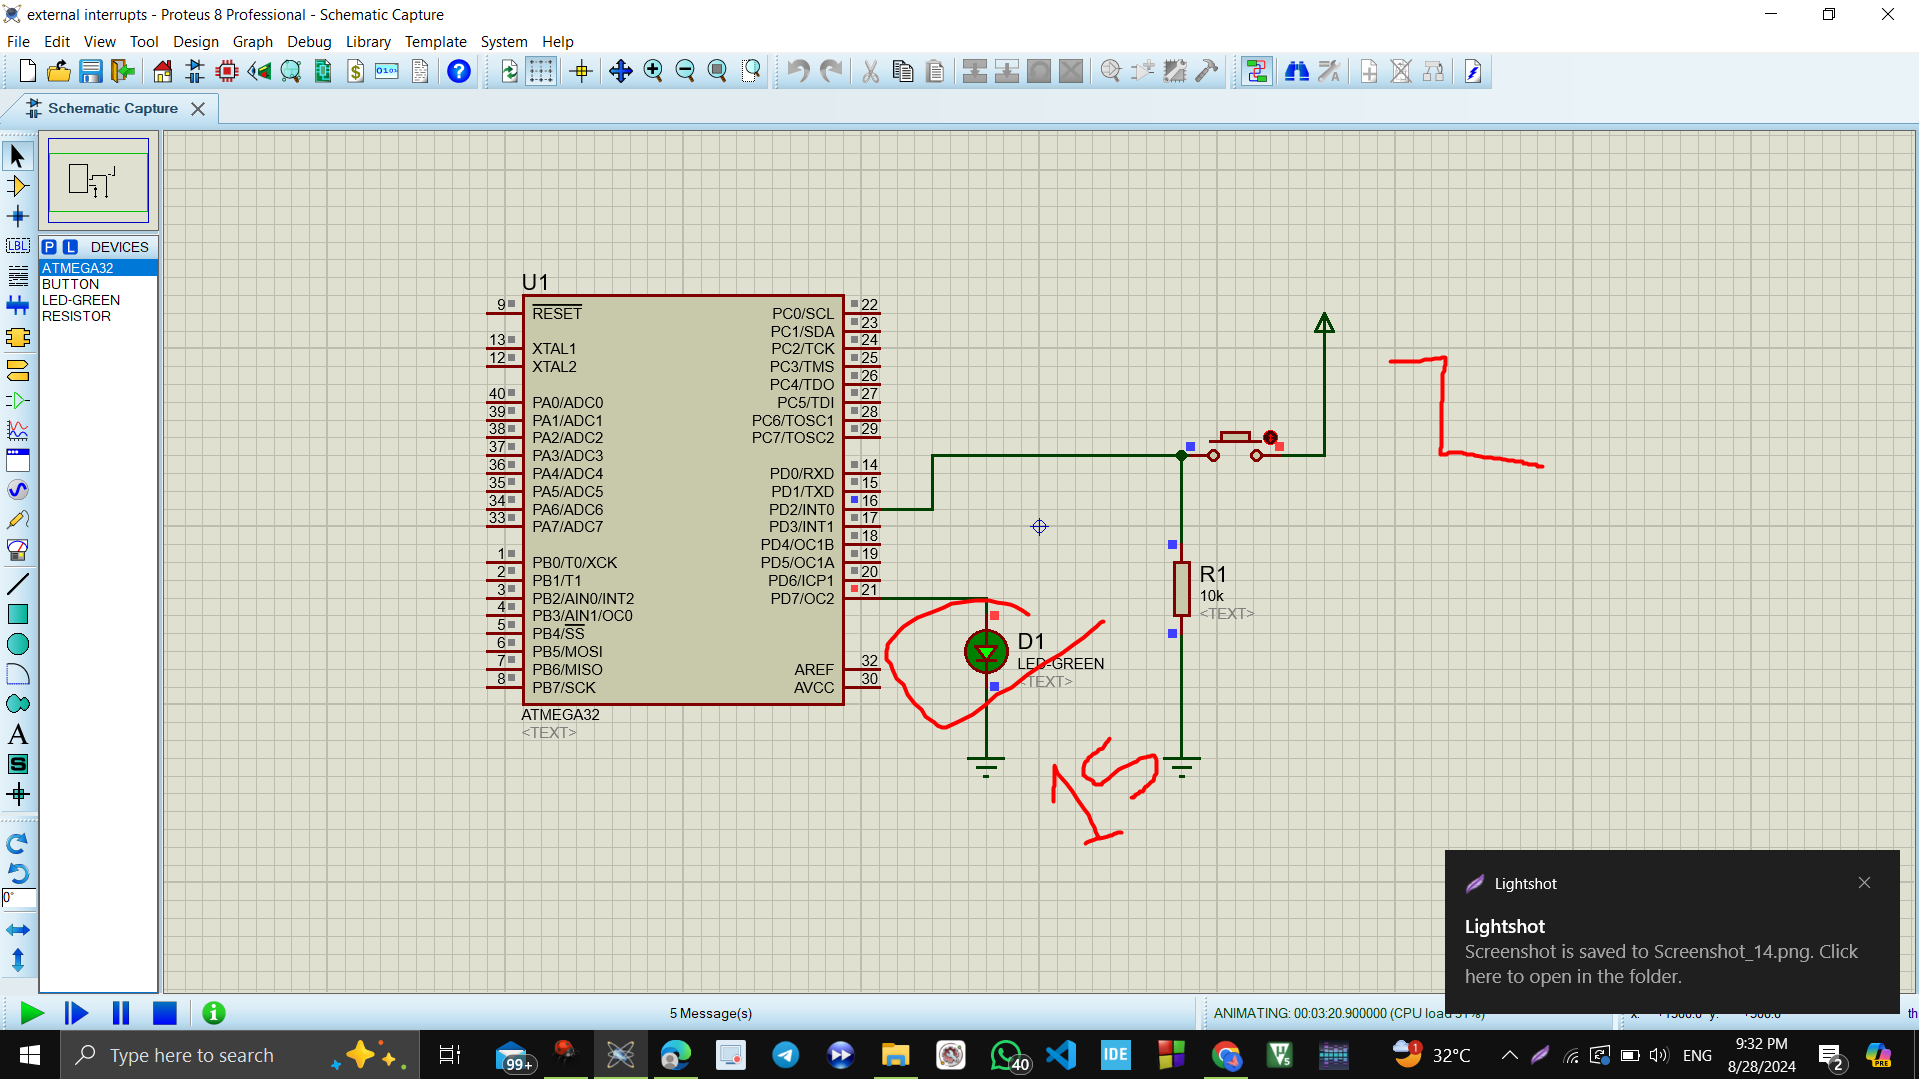 external interrupts - Proteus 8 Professional - Schematic Capture
File Edit View Tool Design Graph Debug Library Template System Help
Schematic Capture
P L DEVICES
ATMEGA32
BUTTON
LED-GREEN
RESISTOR
LBL
A
S
0°
U1
9 RESET
13 XTAL1
12 XTAL2
40 PA0/ADC0
39 PA1/ADC1
38 PA2/ADC2
37 PA3/ADC3
36 PA4/ADC4
35 PA5/ADC5
34 PA6/ADC6
33 PA7/ADC7
1 PB0/T0/XCK
2 PB1/T1
3 PB2/AIN0/INT2
4 PB3/AIN1/OC0
5 PB4/SS
6 PB5/MOSI
7 PB6/MISO
8 PB7/SCK
PC0/SCL 22
PC1/SDA 23
PC2/TCK 24
PC3/TMS 25
PC4/TDO 26
PC5/TDI 27
PC6/TOSC1 28
PC7/TOSC2 29
PD0/RXD 14
PD1/TXD 15
PD2/INT0 16
PD3/INT1 17
PD4/OC1B 18
PD5/OC1A 19
PD6/ICP1 20
PD7/OC2 21
AREF 32
AVCC 30
ATMEGA32
<TEXT>
D1
LED-GREEN
<TEXT>
R1
10k
<TEXT>
1S
Lightshot
Lightshot
Screenshot is saved to Screenshot_14.png. Click
here to open in the folder.
5 Message(s)
ANIMATING: 00:03:20.900000 (CPU load
Type here to search
99+
40
IDE
1
32°C
ENG
9:32 PM
8/28/2024
2
PRE